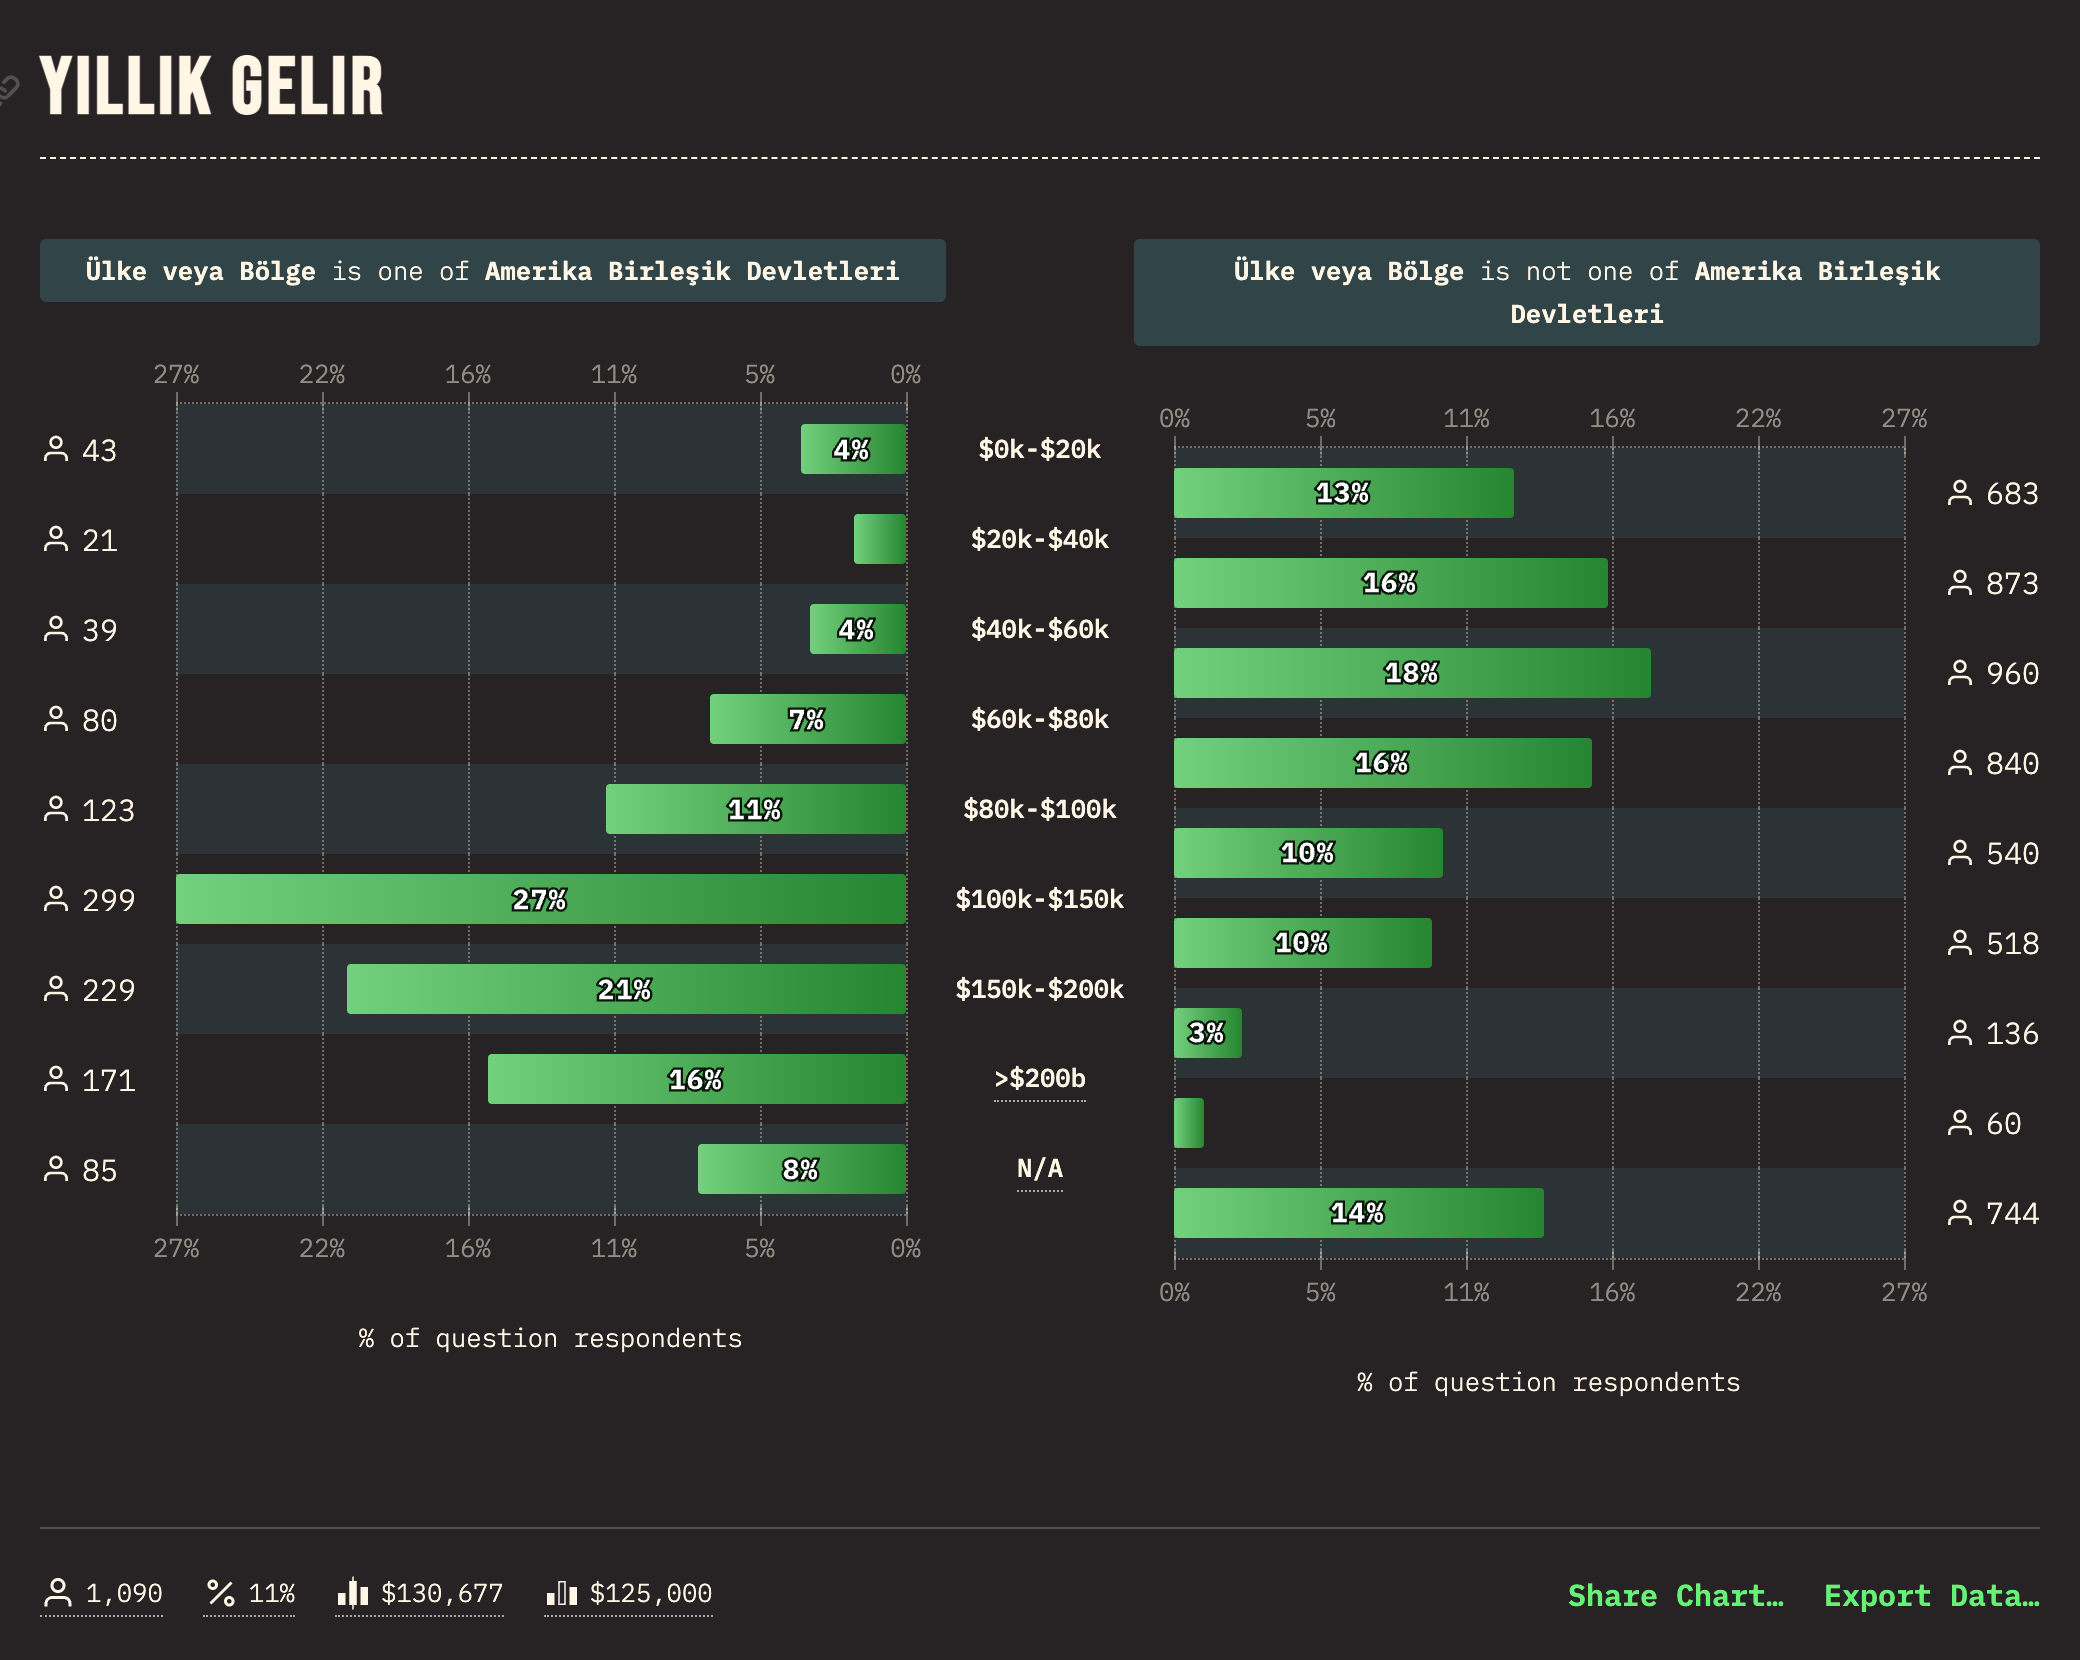 YILLIK GELIR
Ülke veya Bölge is one of Amerika Birleşik Devletleri
27% 22% 16% 11% 5% 0%
43 4%
21
39 4%
80 7%
123 11%
299 27%
229 21%
171 16%
85 8%
27% 22% 16% 11% 5% 0%
% of question respondents
$0k-$20k
$20k-$40k
$40k-$60k
$60k-$80k
$80k-$100k
$100k-$150k
$150k-$200k
>$200b
N/A
Ülke veya Bölge is not one of Amerika Birleşik
Devletleri
0% 5% 11% 16% 22% 27%
13% 683
16% 873
18% 960
16% 840
10% 540
10% 518
3% 136
60
14% 744
0% 5% 11% 16% 22% 27%
% of question respondents
1,090 11% $130,677 $125,000
Share Chart… Export Data…